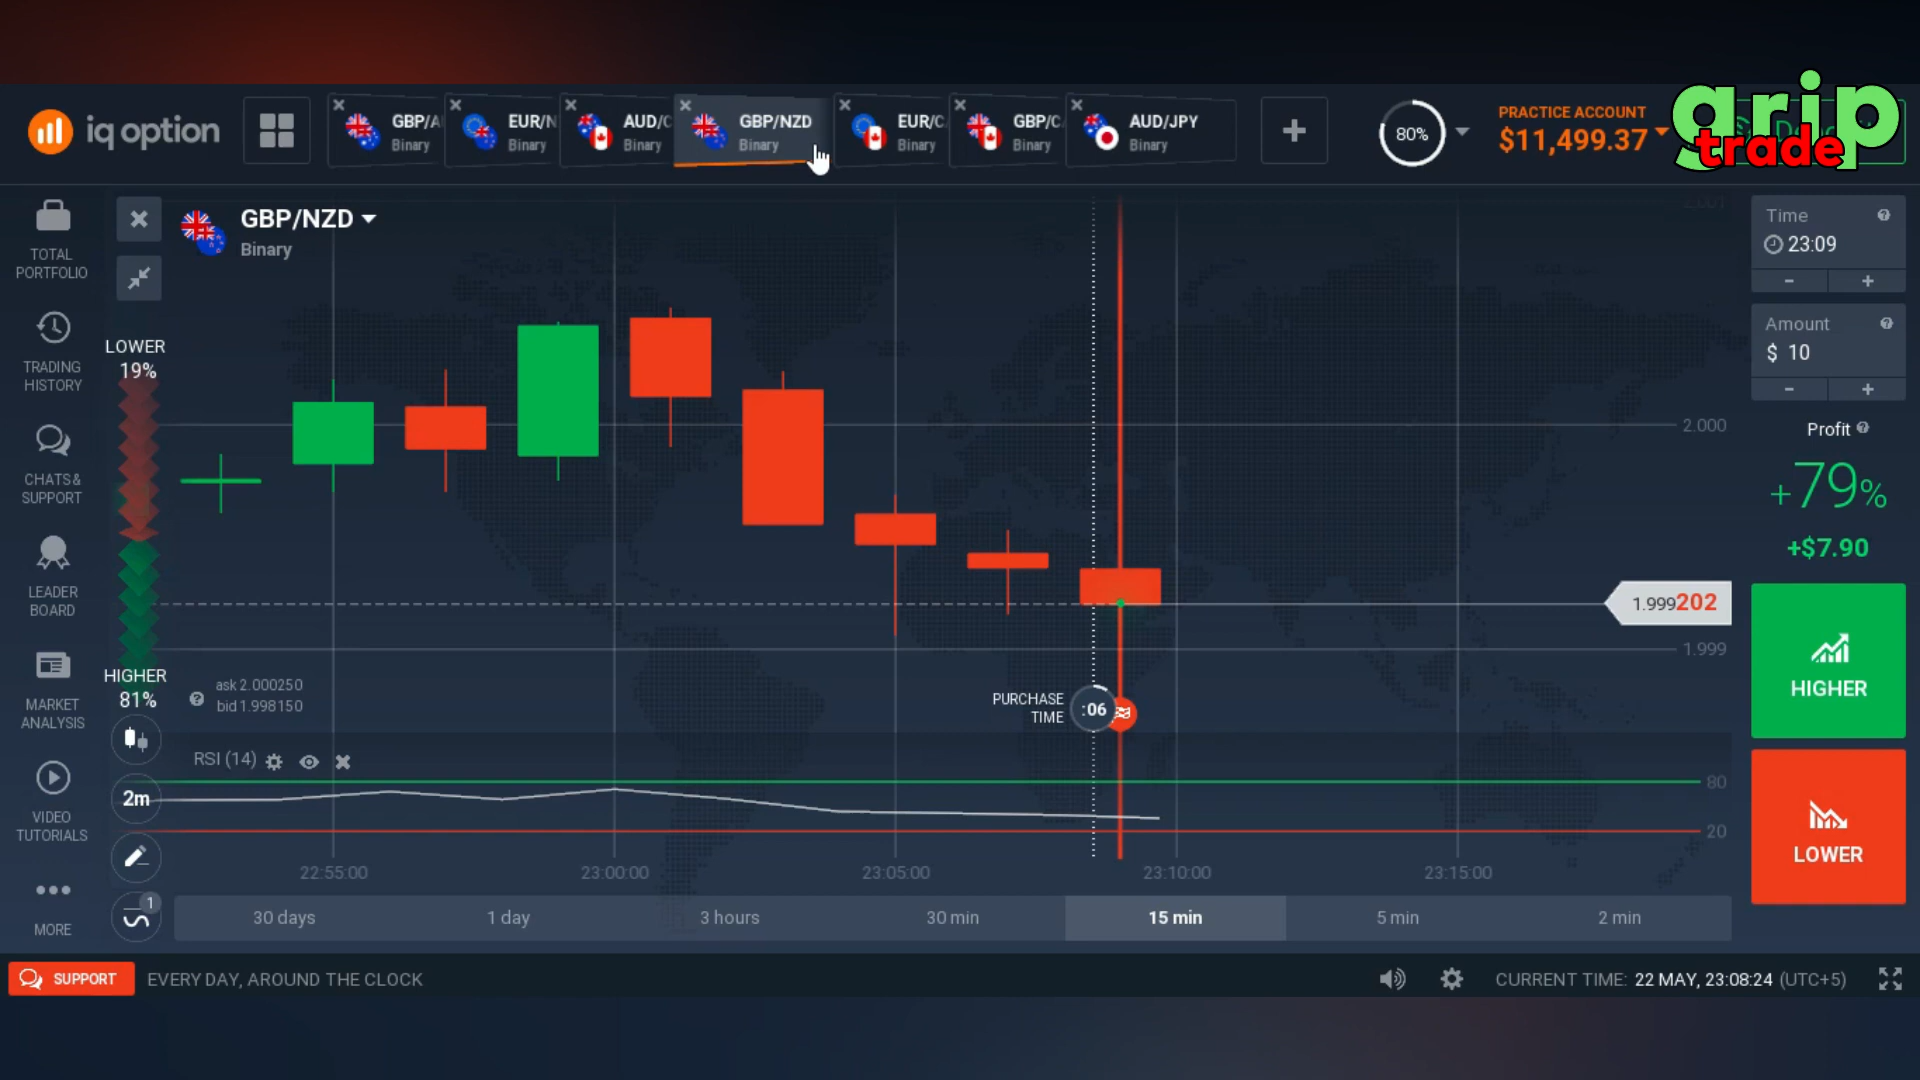 grip
trade
iq option
GBP/A
Binary
EUR/N
Binary
AUD/C
Binary
GBP/NZD
Binary
EUR/C
Binary
GBP/C
Binary
AUD/JPY
Binary
80%
PRACTICE ACCOUNT
$11,499.37
TOTAL
PORTFOLIO
TRADING
HISTORY
CHATS &
SUPPORT
LEADER
BOARD
MARKET
ANALYSIS
VIDEO
TUTORIALS
MORE
GBP/NZD
Binary
LOWER
19%
HIGHER
81%
ask 2.000250
bid 1.998150
2.001
2.000
1.999202
1.999
PURCHASE
TIME
:06
RSI (14)
2m
80
20
1
22:55:00
23:00:00
23:05:00
23:10:00
23:15:00
30 days
1 day
3 hours
30 min
15 min
5 min
2 min
Time
23:09
Amount
$ 10
Profit
+79%
+$7.90
HIGHER
LOWER
SUPPORT
EVERY DAY, AROUND THE CLOCK
CURRENT TIME: 22 MAY, 23:08:24 (UTC+5)